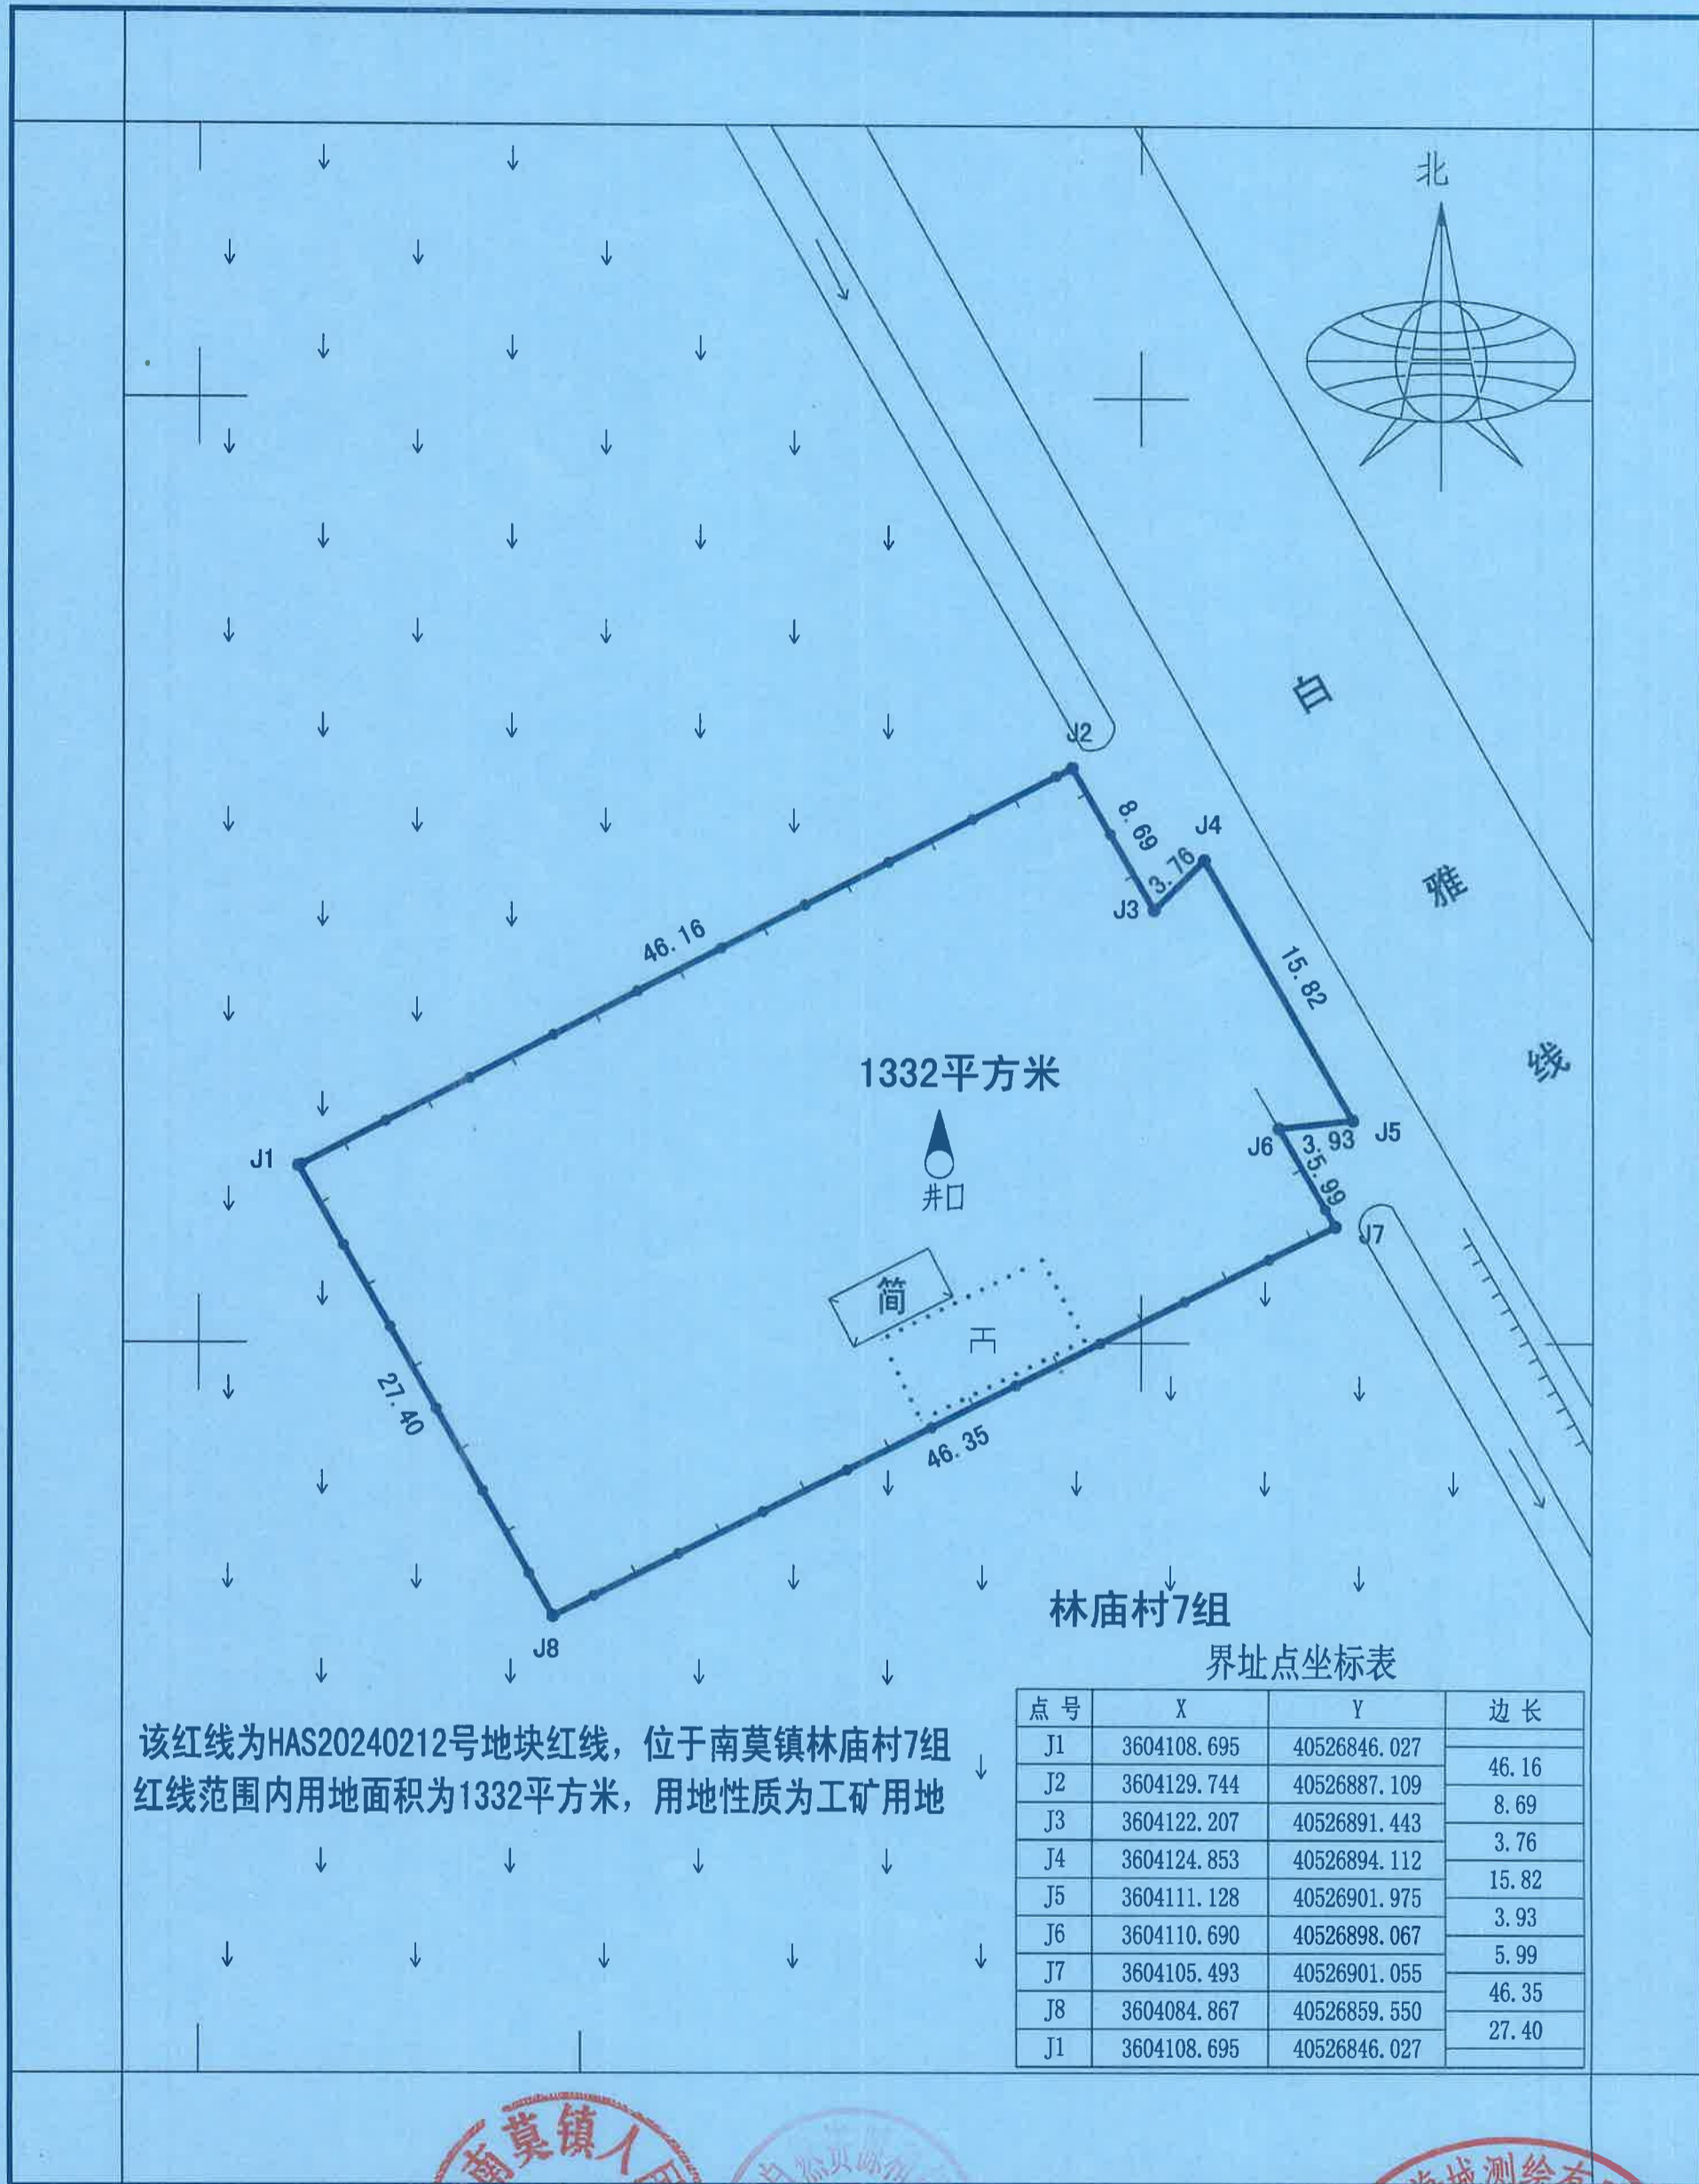 北
白
雅
线
J2
8.69
J4
3.76
J3
46.16
15.82
1332平方米
J1
J6
3.93
J5
5.99
井口
J7
简
27.40
46.35
林庙村7组
J8
界址点坐标表
点号 X Y 边长
J1 3604108.695 40526846.027
46.16
J2 3604129.744 40526887.109
8.69
J3 3604122.207 40526891.443
3.76
J4 3604124.853 40526894.112
15.82
J5 3604111.128 40526901.975
3.93
J6 3604110.690 40526898.067
5.99
J7 3604105.493 40526901.055
46.35
J8 3604084.867 40526859.550
27.40
J1 3604108.695 40526846.027
该红线为HAS20240212号地块红线，位于南莫镇林庙村7组
红线范围内用地面积为1332平方米，用地性质为工矿用地
南莫镇人
自然资源和
城测绘